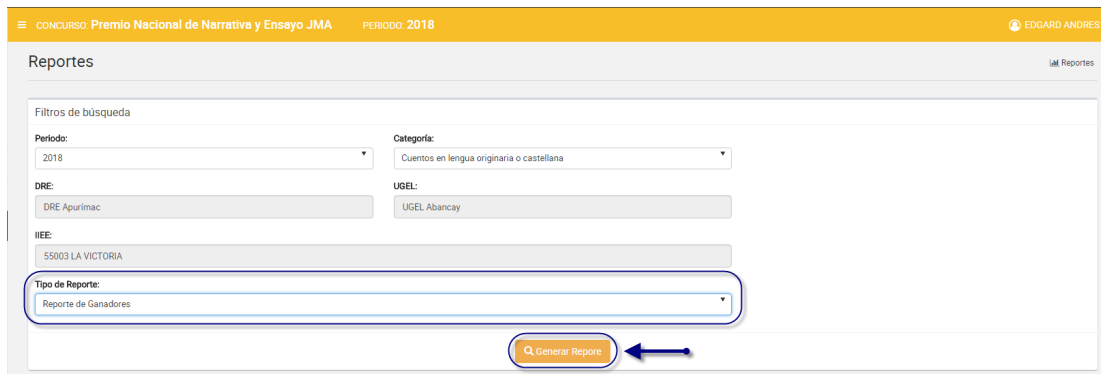 CONCURSO: Premio Nacional de Narrativa y Ensayo JMA PERIODO: 2018 EDGARD ANDRES
Reportes Reportes
Filtros de búsqueda
Periodo: Categoría:
2018 Cuentos en lengua originaria o castellana
DRE: UGEL:
DRE Apurímac UGEL Abancay
IIEE:
55003 LA VICTORIA
Tipo de Reporte:
Reporte de Ganadores
Generar Repore